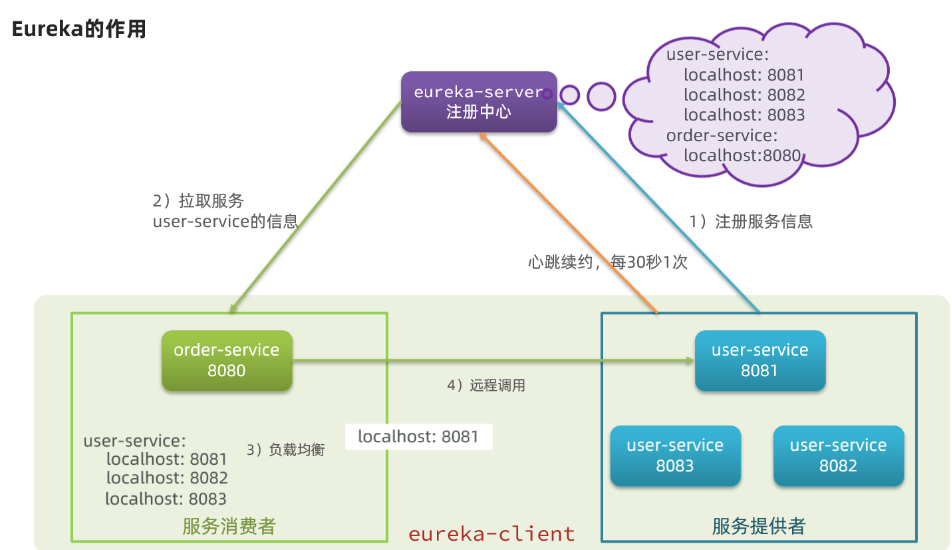 Eureka的作用
eureka-server
注册中心
user-service:
localhost: 8081
localhost: 8082
localhost: 8083
order-service:
localhost:8080
2）拉取服务
user-service的信息
1）注册服务信息
心跳续约，每30秒1次
order-service
8080
user-service
8081
4）远程调用
user-service:
localhost: 8081
localhost: 8082
localhost: 8083
3）负载均衡
localhost: 8081
user-service
8083
user-service
8082
服务消费者
eureka-client
服务提供者